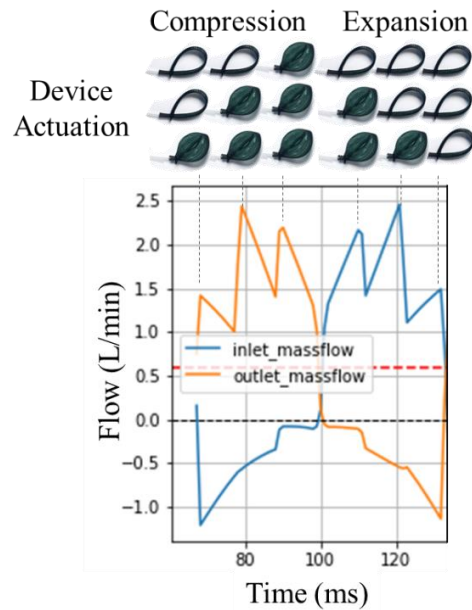 Compression Expansion
Device
Actuation
2.5
2.0
1.5
1.0
0.5
0.0
-0.5
-1.0
Flow (L/min)
inlet_massflow
outlet_massflow
80 100 120
Time (ms)